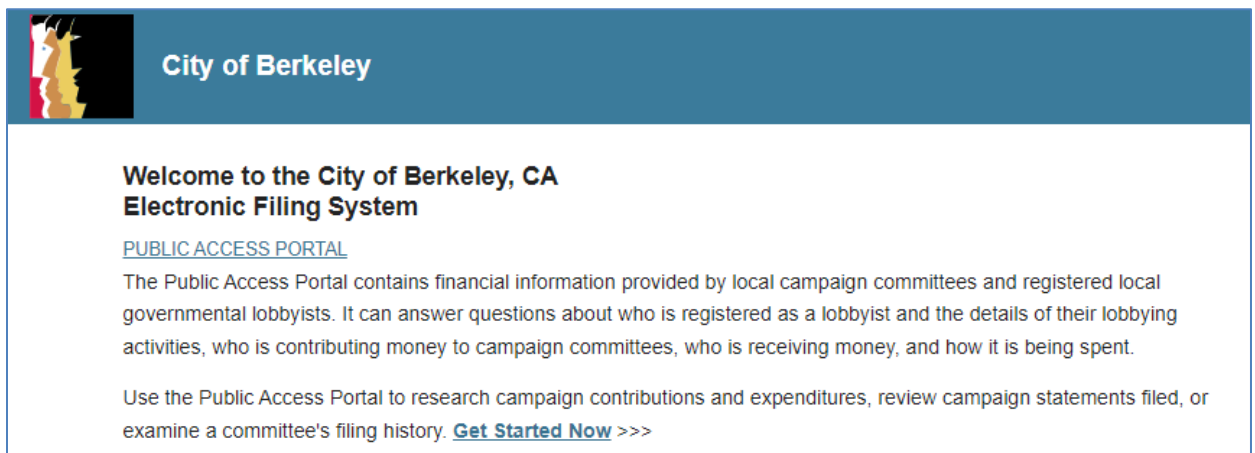 City of Berkeley
Welcome to the City of Berkeley, CA
Electronic Filing System
PUBLIC ACCESS PORTAL
The Public Access Portal contains financial information provided by local campaign committees and registered local
governmental lobbyists. It can answer questions about who is registered as a lobbyist and the details of their lobbying
activities, who is contributing money to campaign committees, who is receiving money, and how it is being spent.
Use the Public Access Portal to research campaign contributions and expenditures, review campaign statements filed, or
examine a committee's filing history. Get Started Now >>>